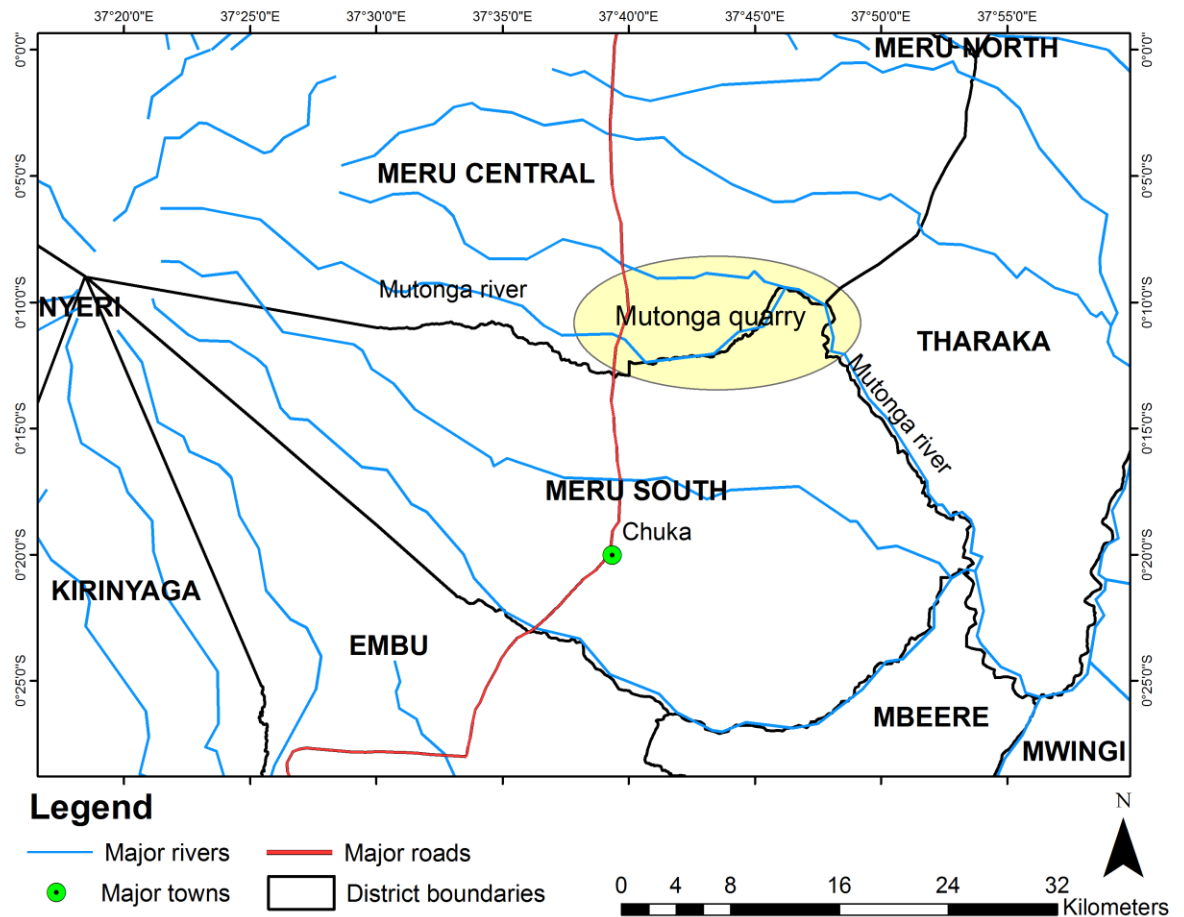 37°20'0"E 37°25'0"E 37°30'0"E 37°35'0"E 37°40'0"E 37°45'0"E 37°50'0"E 37°55'0"E
0°0'0"
0°0'0"
MERU NORTH
MERU CENTRAL
0°5'0"S
0°5'0"S
Mutonga river
NYERI
0°10'0"S
0°10'0"S
Mutonga quarry
THARAKA
Mutonga river
0°15'0"S
0°15'0"S
MERU SOUTH
Chuka
0°20'0"S
0°20'0"S
KIRINYAGA
EMBU
0°25'0"S
0°25'0"S
MBEERE
MWINGI
Legend
Major rivers
Major roads
Major towns
District boundaries
N
0 2 4 8 16 24 32
Kilometers